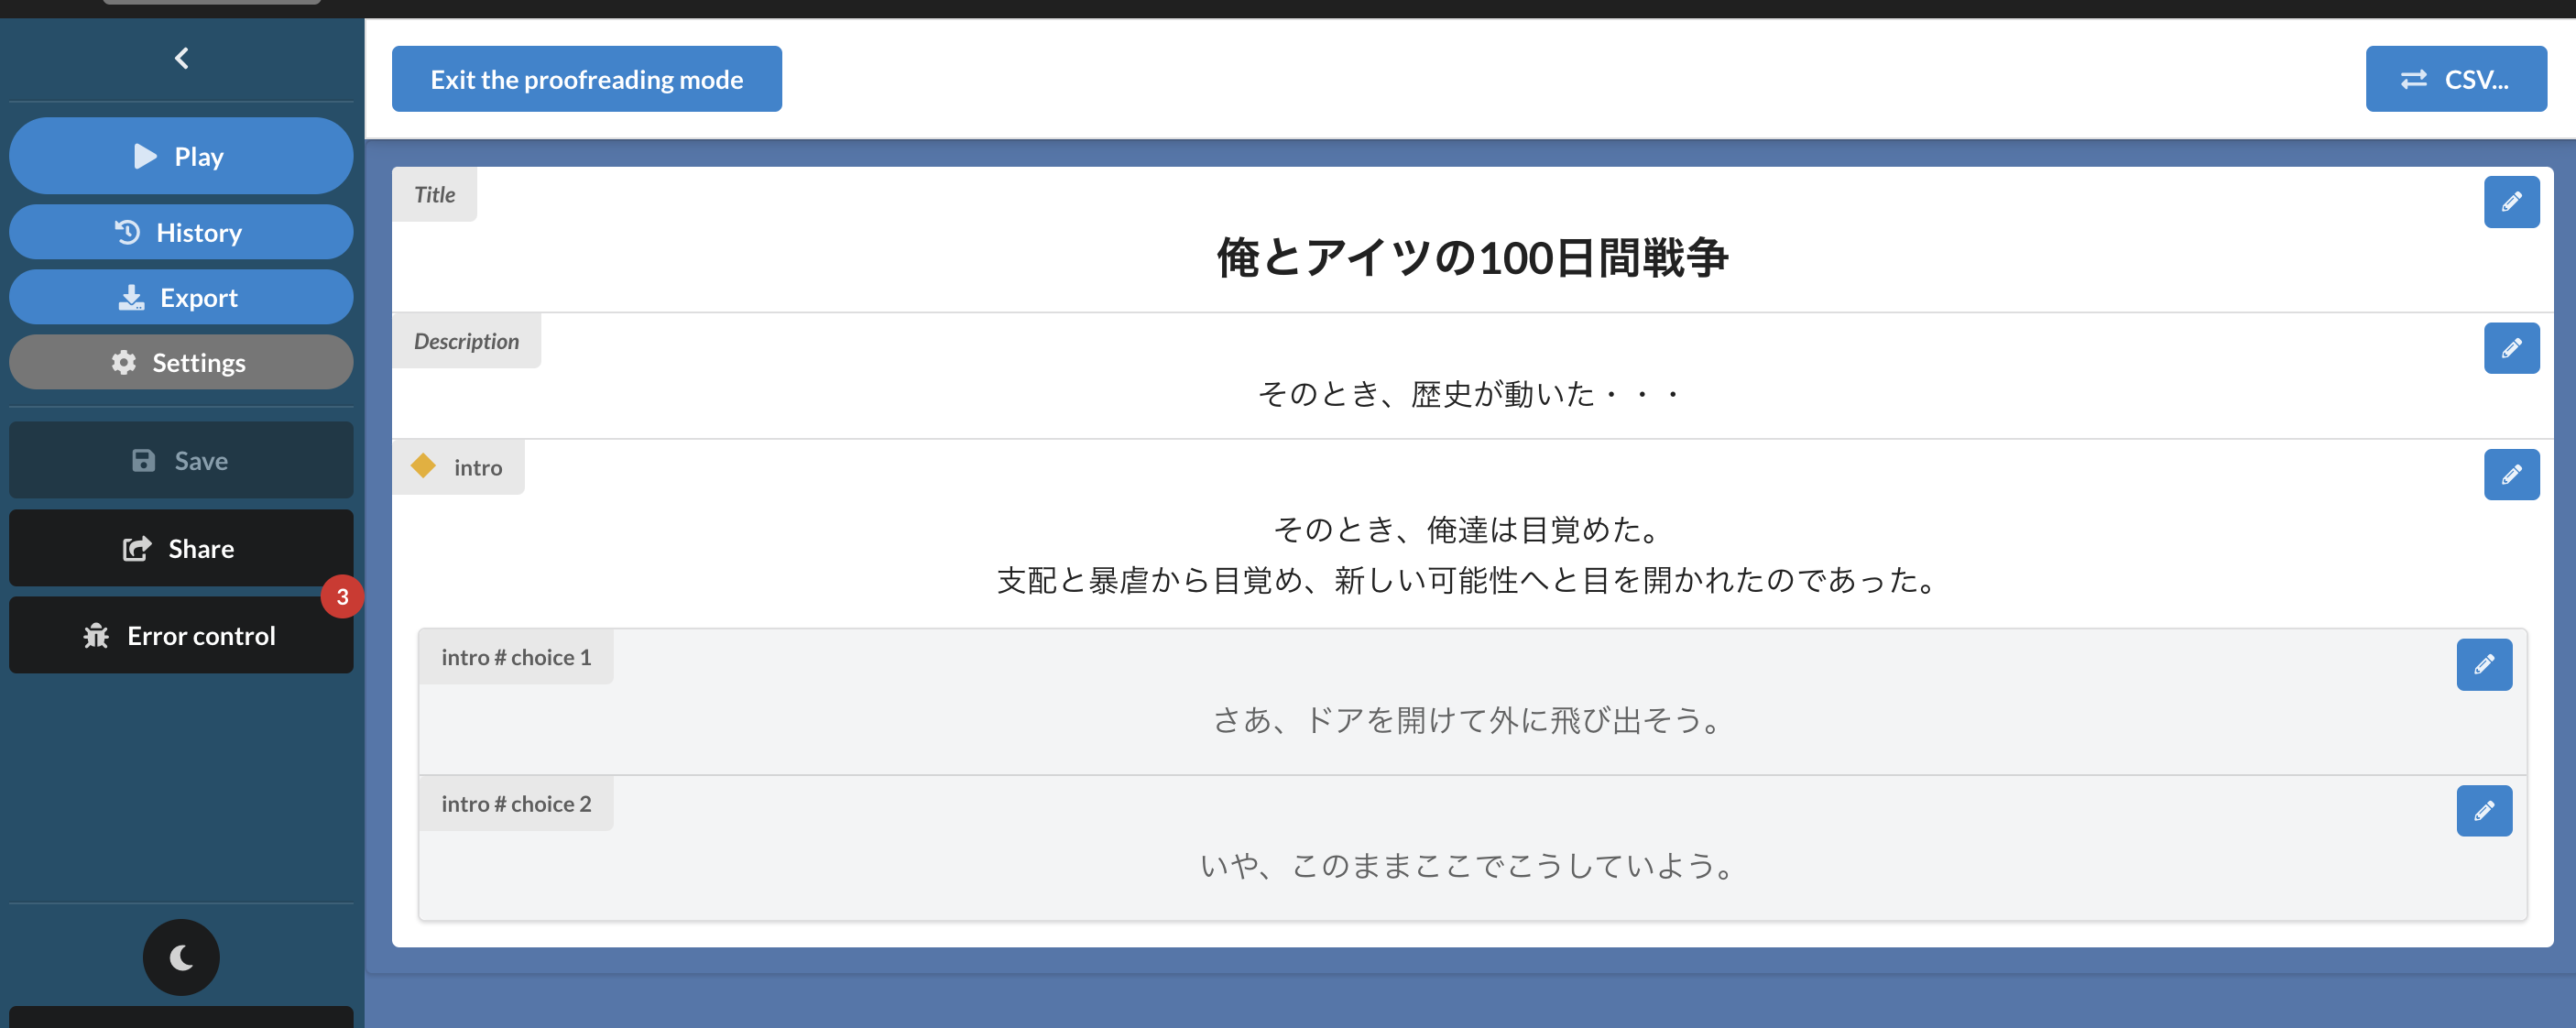 Play
History
Export
Settings
Save
Share
3
Error control
Exit the proofreading mode
CSV...
Title
俺とアイツの100日間戦争
Description
そのとき、歴史が動いた・・・
intro
そのとき、俺達は目覚めた。
支配と暴虐から目覚め、新しい可能性へと目を開かれたのであった。
intro # choice 1
さあ、ドアを開けて外に飛び出そう。
intro # choice 2
いや、このままここでこうしていよう。